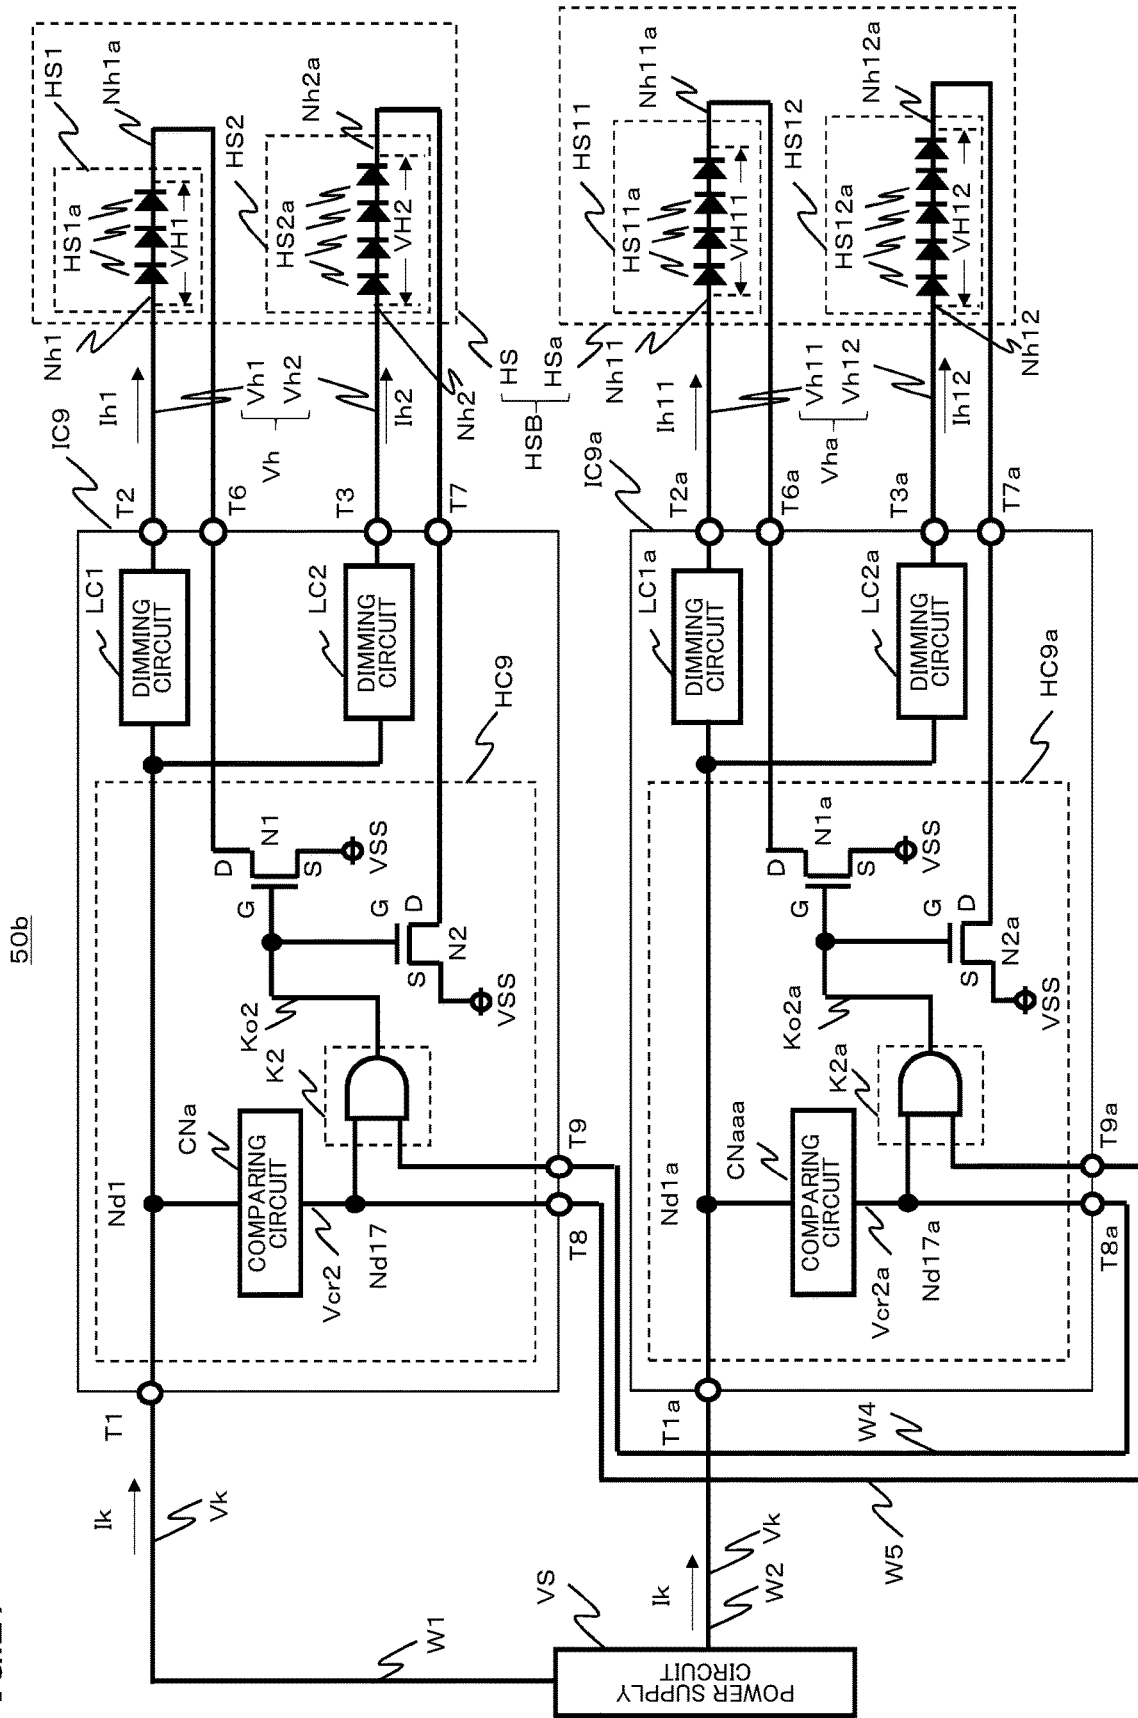 50b
HS1
Nh1a
HS1a
VH1
Nh1
Ih1
HS2
Nh2a
HS2a
VH2
Nh2
Ih2
Vh1
Vh2
Vh
HS
HSa
HSB
IC9
T2
T6
T3
T7
LC1
DIMMING
CIRCUIT
LC2
DIMMING
CIRCUIT
HC9
D
G
S
N1
VSS
G
D
S
N2
VSS
Ko2
K2
CNa
COMPARING
CIRCUIT
Nd1
Vcr2
Nd17
T9
T8
T1
Ik
Vk
W1
VS
POWER SUPPLY
CIRCUIT
HS11
Nh11a
HS11a
VH11
Nh11
Ih11
HS12
Nh12a
HS12a
VH12
Nh12
Ih12
Vh11
Vh12
Vha
IC9a
T2a
T6a
T3a
T7a
LC1a
DIMMING
CIRCUIT
LC2a
DIMMING
CIRCUIT
HC9a
D
G
S
N1a
VSS
G
D
S
N2a
VSS
Ko2a
K2a
CNaaa
COMPARING
CIRCUIT
Nd1a
Vcr2a
Nd17a
T9a
T8a
T1a
W4
W5
Ik
Vk
W2